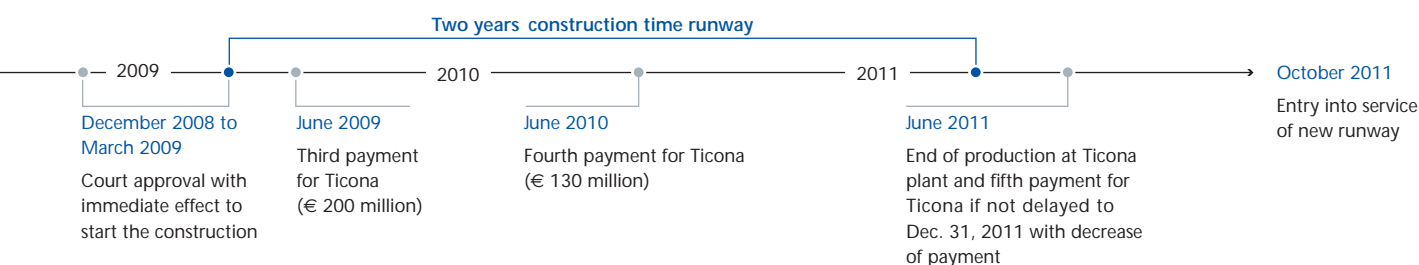 Two years construction time runway
2009
2010
2011
December 2008 to
March 2009
Court approval with
immediate effect to
start the construction
June 2009
Third payment
for Ticona
(€ 200 million)
June 2010
Fourth payment for Ticona
(€ 130 million)
June 2011
End of production at Ticona
plant and fifth payment for
Ticona if not delayed to
Dec. 31, 2011 with decrease
of payment
October 2011
Entry into service
of new runway